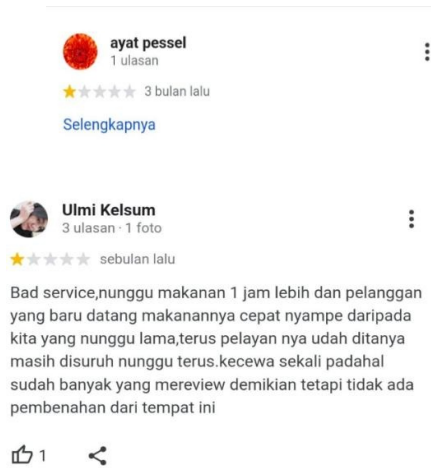 ayat pessel
1 ulasan
3 bulan lalu
Selengkapnya
Ulmi Kelsum
3 ulasan · 1 foto
sebulan lalu
Bad service,nunggu makanan 1 jam lebih dan pelanggan
yang baru datang makanannya cepat nyampe daripada
kita yang nunggu lama,terus pelayan nya udah ditanya
masih disuruh nunggu terus.kecewa sekali padahal
sudah banyak yang mereview demikian tetapi tidak ada
pembenahan dari tempat ini
1